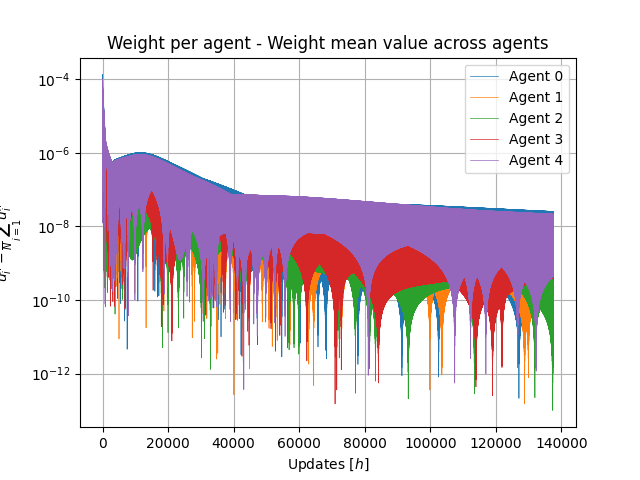 Weight per agent - Weight mean value across agents
10⁻⁴
10⁻⁶
10⁻⁸
10⁻¹⁰
10⁻¹²
Agent 0
Agent 1
Agent 2
Agent 3
Agent 4
0
20000
40000
60000
80000
100000
120000
140000
Updates [h]